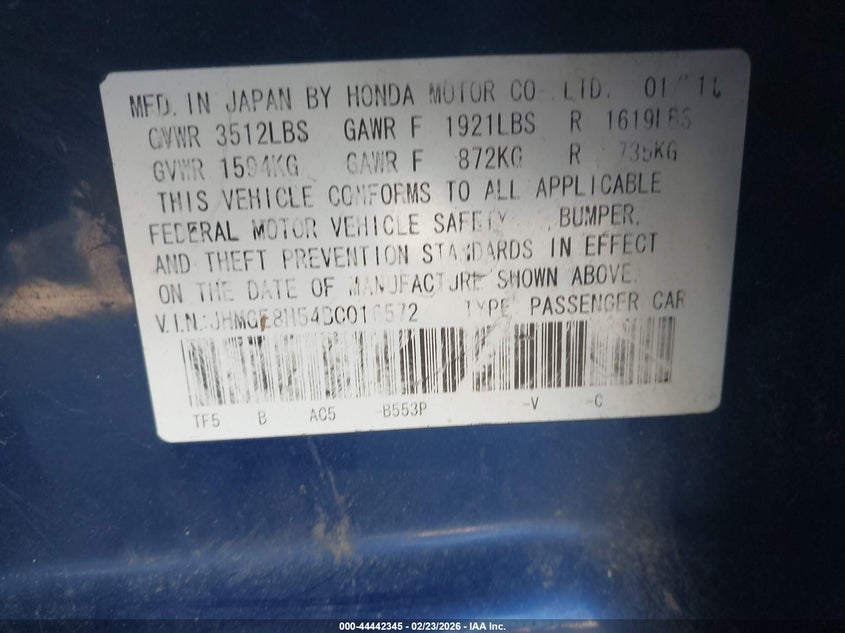 MFD. IN JAPAN BY HONDA MOTOR CO .,LTD.
GVWR 3512LBS GAWR F 1921LBS R 1619LBS
GVWR 1594KG GAWR F 872KG R 735KG
THIS VEHICLE CONFORMS TO ALL APPLICABLE
FEDERAL MOTOR VEHICLE SAFETY, BUMPER,
AND THEFT PREVENTION STANDARDS IN EFFECT
ON THE DATE OF MANUFACTURE SHOWN ABOVE.
V.I.N.: TYPE: PASSENGER CAR
TF5 B AC5 -B553P -V -C
000-44442345 - 02/23/2026 - IAA Inc.